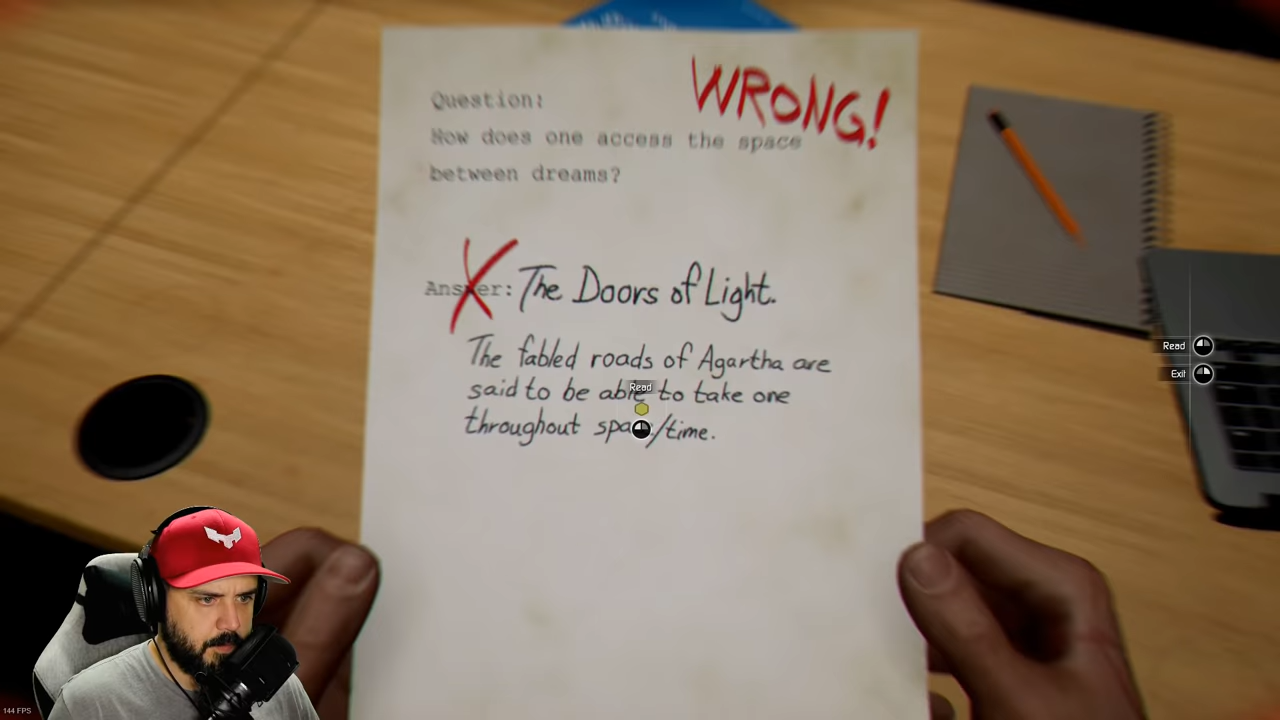 WRONG!
Question:
How does one access the space
between dreams?
Answer: The Doors of Light.
The fabled roads of Agartha are
said to be able to take one
throughout /time.
Read
Read
Exit
144 FPS